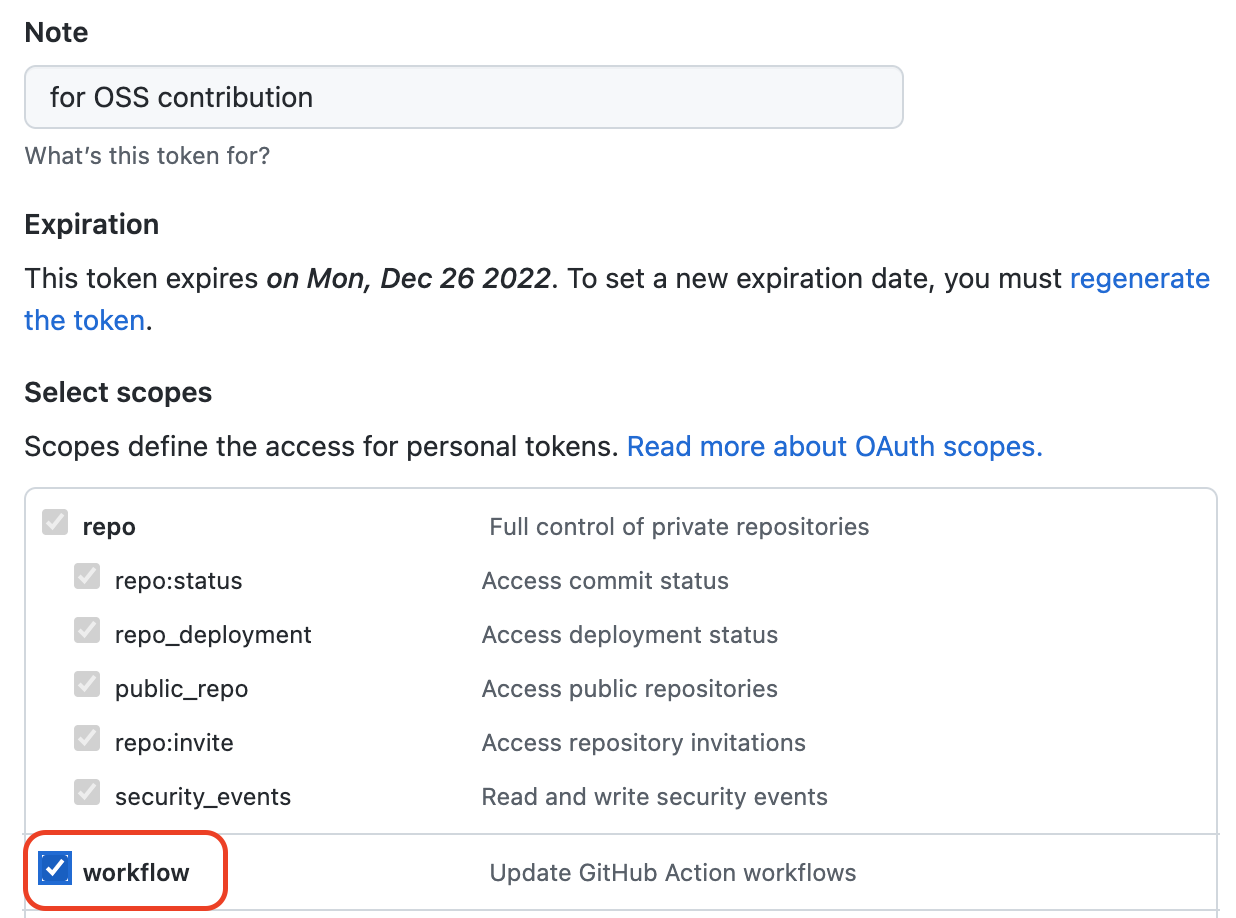 Note
for OSS contribution
What’s this token for?
Expiration
This token expires on Mon, Dec 26 2022. To set a new expiration date, you must regenerate
the token.
Select scopes
Scopes define the access for personal tokens. Read more about OAuth scopes.
repo Full control of private repositories
repo:status Access commit status
repo_deployment Access deployment status
public_repo Access public repositories
repo:invite Access repository invitations
security_events Read and write security events
workflow Update GitHub Action workflows